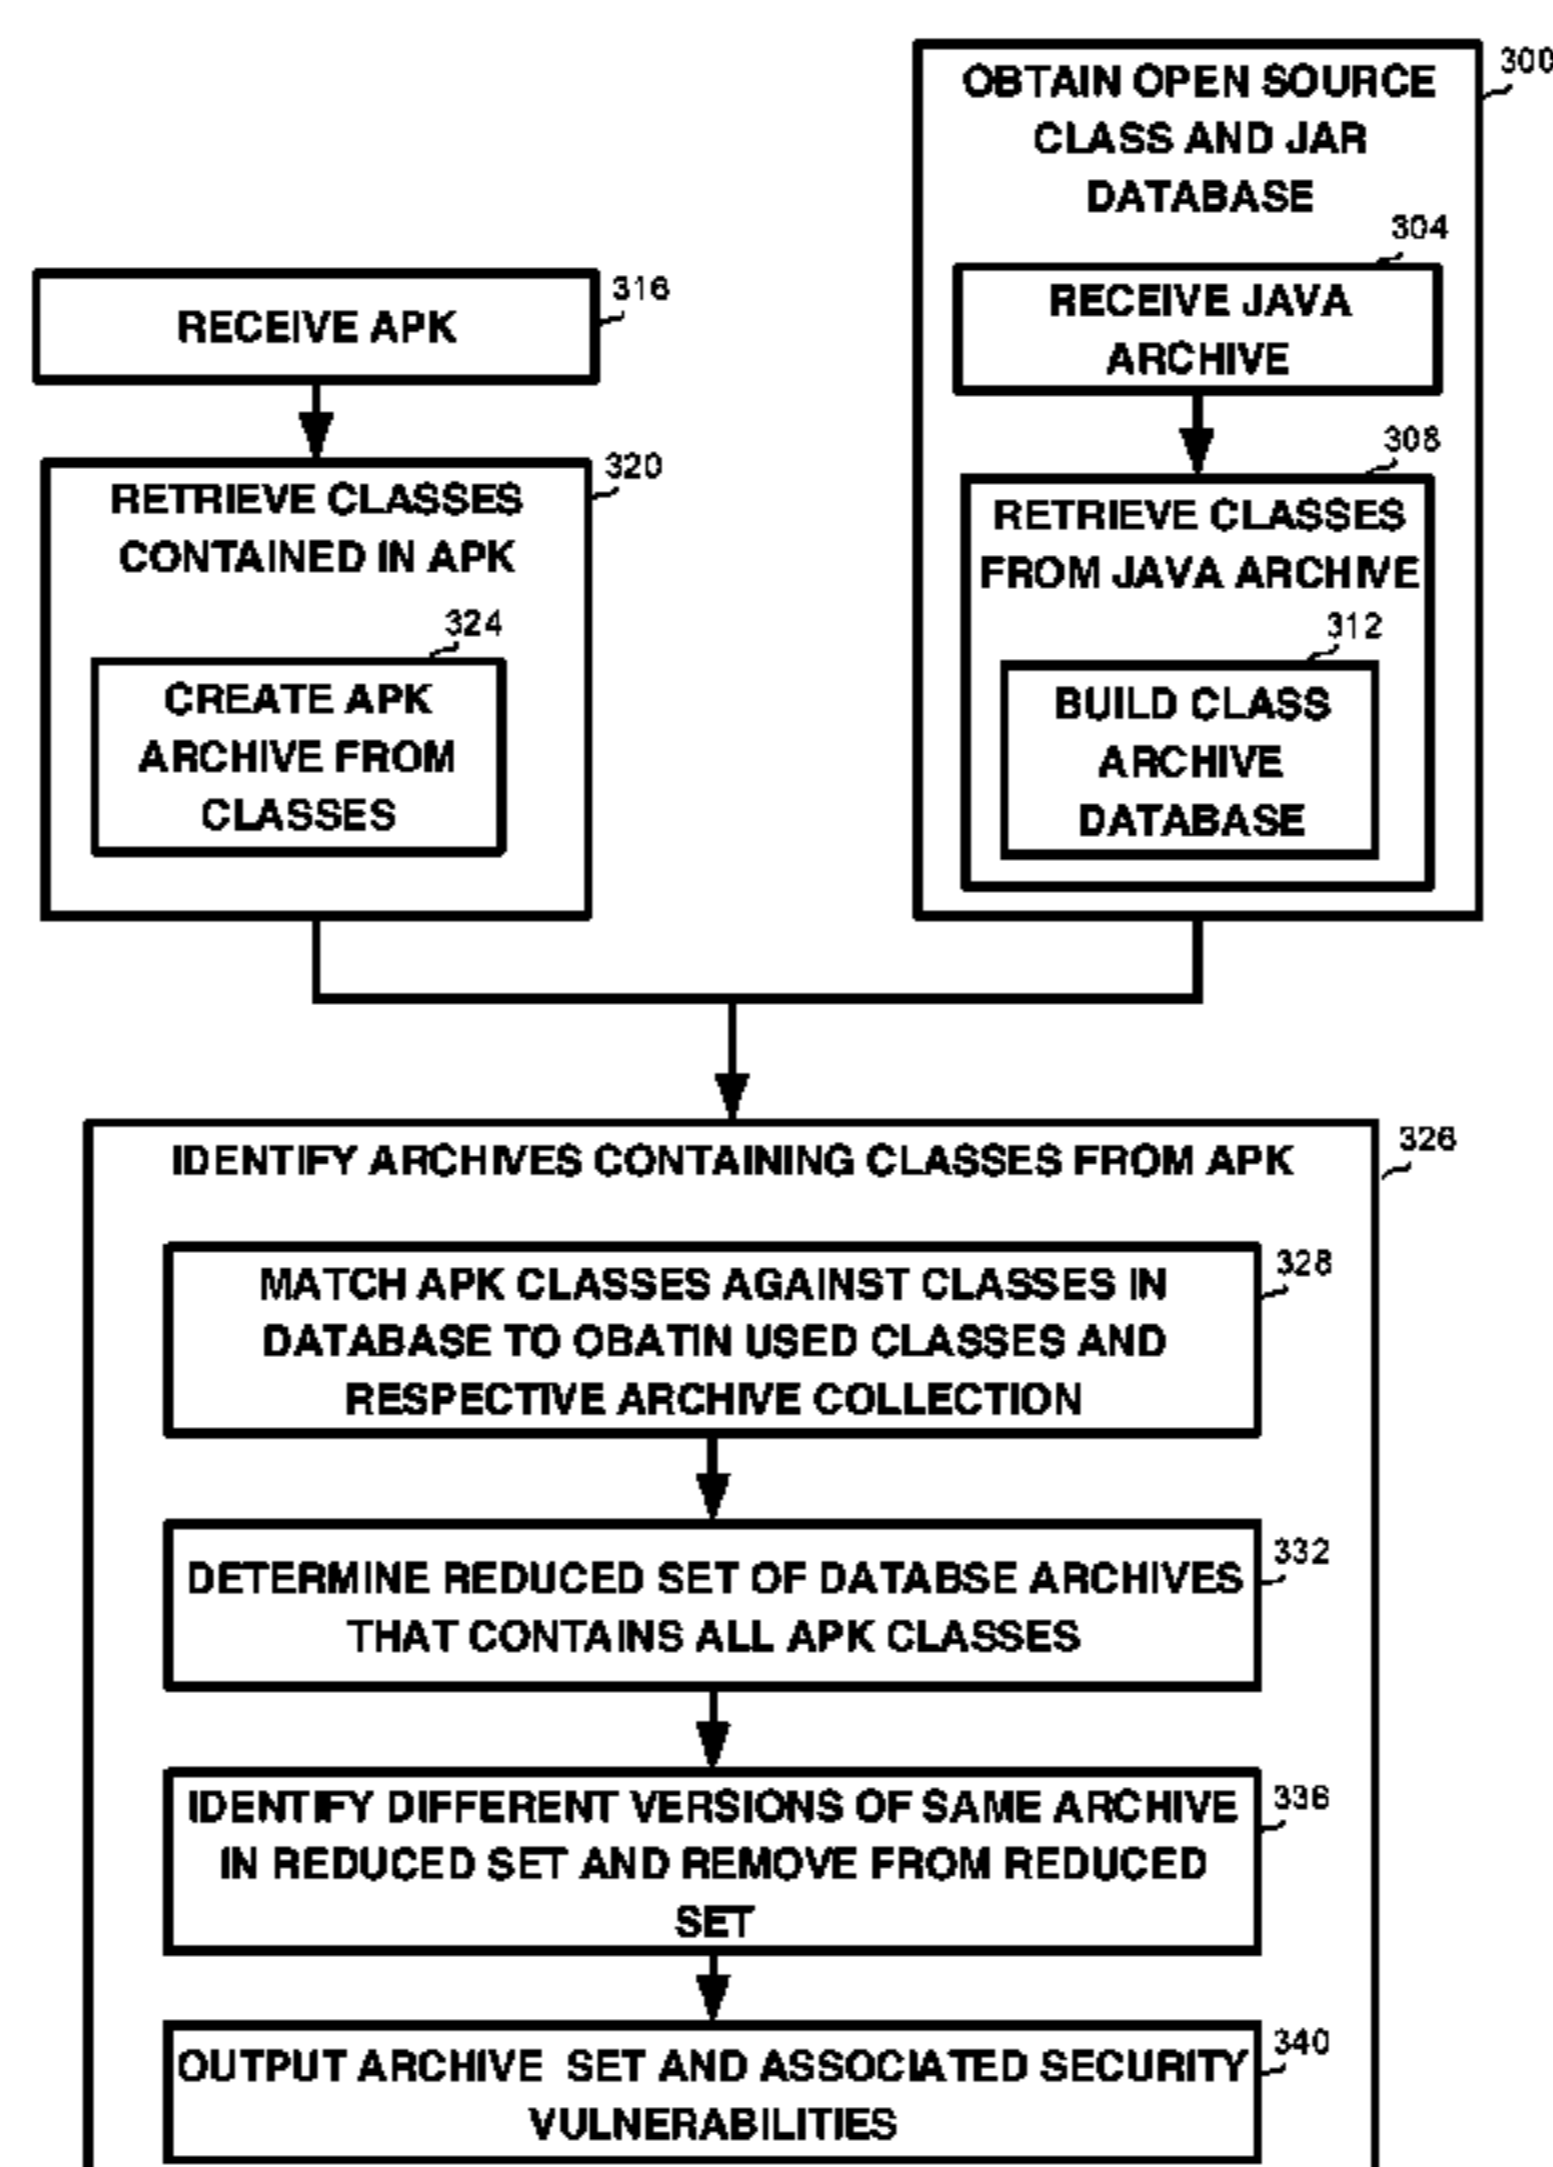 300
OBTAIN OPEN SOURCE
CLASS AND JAR
DATABASE
304
RECEIVE JAVA
ARCHIVE
316
RECEIVE APK
308
RETRIEVE CLASSES
FROM JAVA ARCHIVE
320
RETRIEVE CLASSES
CONTAINED IN APK
312
BUILD CLASS
ARCHIVE
DATABASE
324
CREATE APK
ARCHIVE FROM
CLASSES
326
IDENTIFY ARCHIVES CONTAINING CLASSES FROM APK
328
MATCH APK CLASSES AGAINST CLASSES IN
DATABASE TO OBATIN USED CLASSES AND
RESPECTIVE ARCHIVE COLLECTION
332
DETERMINE REDUCED SET OF DATABSE ARCHIVES
THAT CONTAINS ALL APK CLASSES
336
IDENTIFY DIFFERENT VERSIONS OF SAME ARCHIVE
IN REDUCED SET AND REMOVE FROM REDUCED
SET
340
OUTPUT ARCHIVE SET AND ASSOCIATED SECURITY
VULNERABILITIES